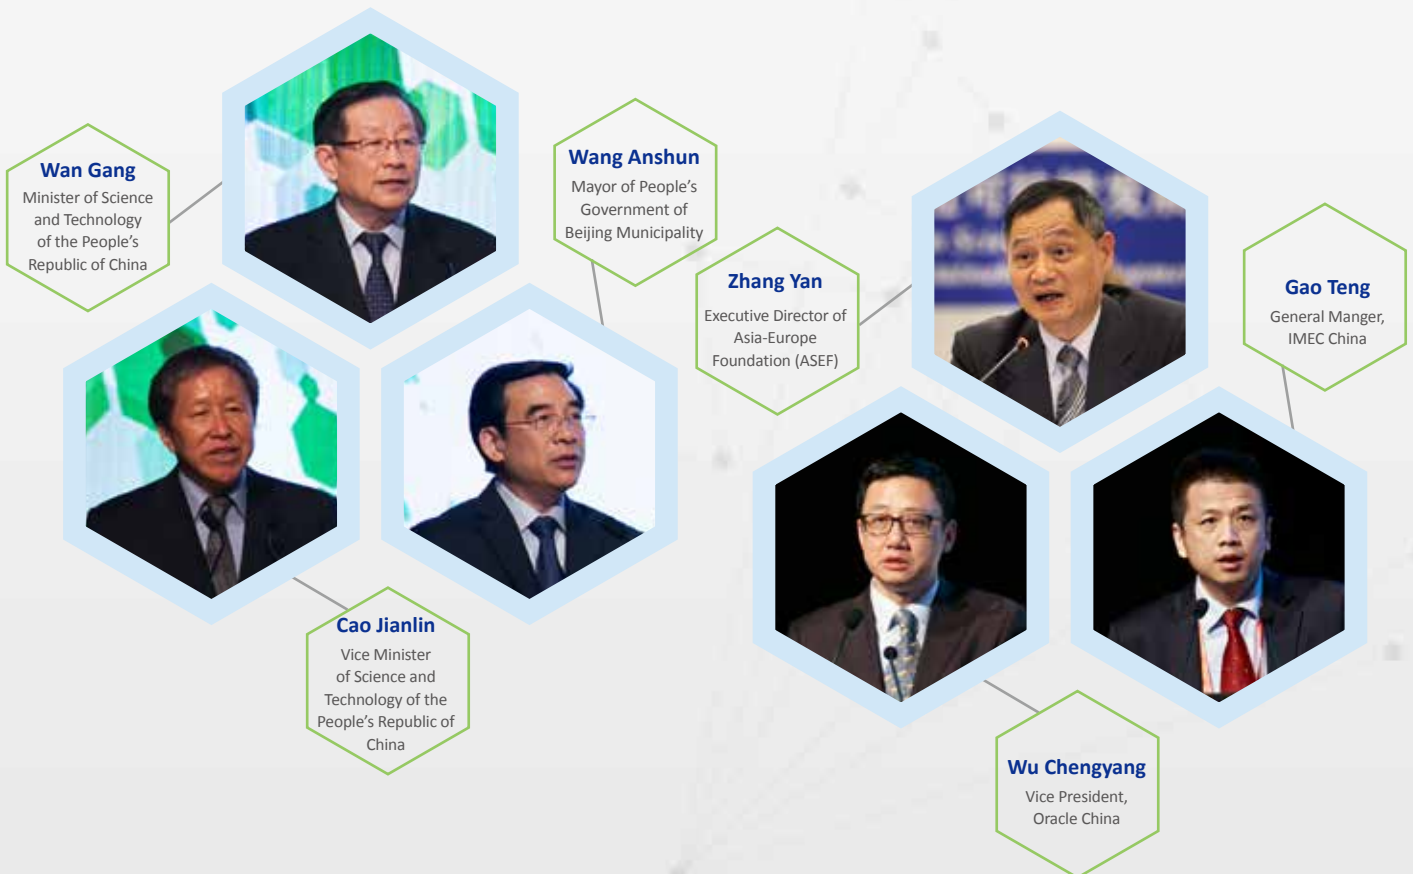 Wan Gang
Minister of Science
and Technology
of the People's
Republic of China
Wang Anshun
Mayor of People's
Government of
Beijing Municipality
Cao Jianlin
Vice Minister
of Science and
Technology of the
People's Republic of
China
Zhang Yan
Executive Director of
Asia-Europe
Foundation (ASEF)
Gao Teng
General Manger,
IMEC China
Wu Chengyang
Vice President,
Oracle China